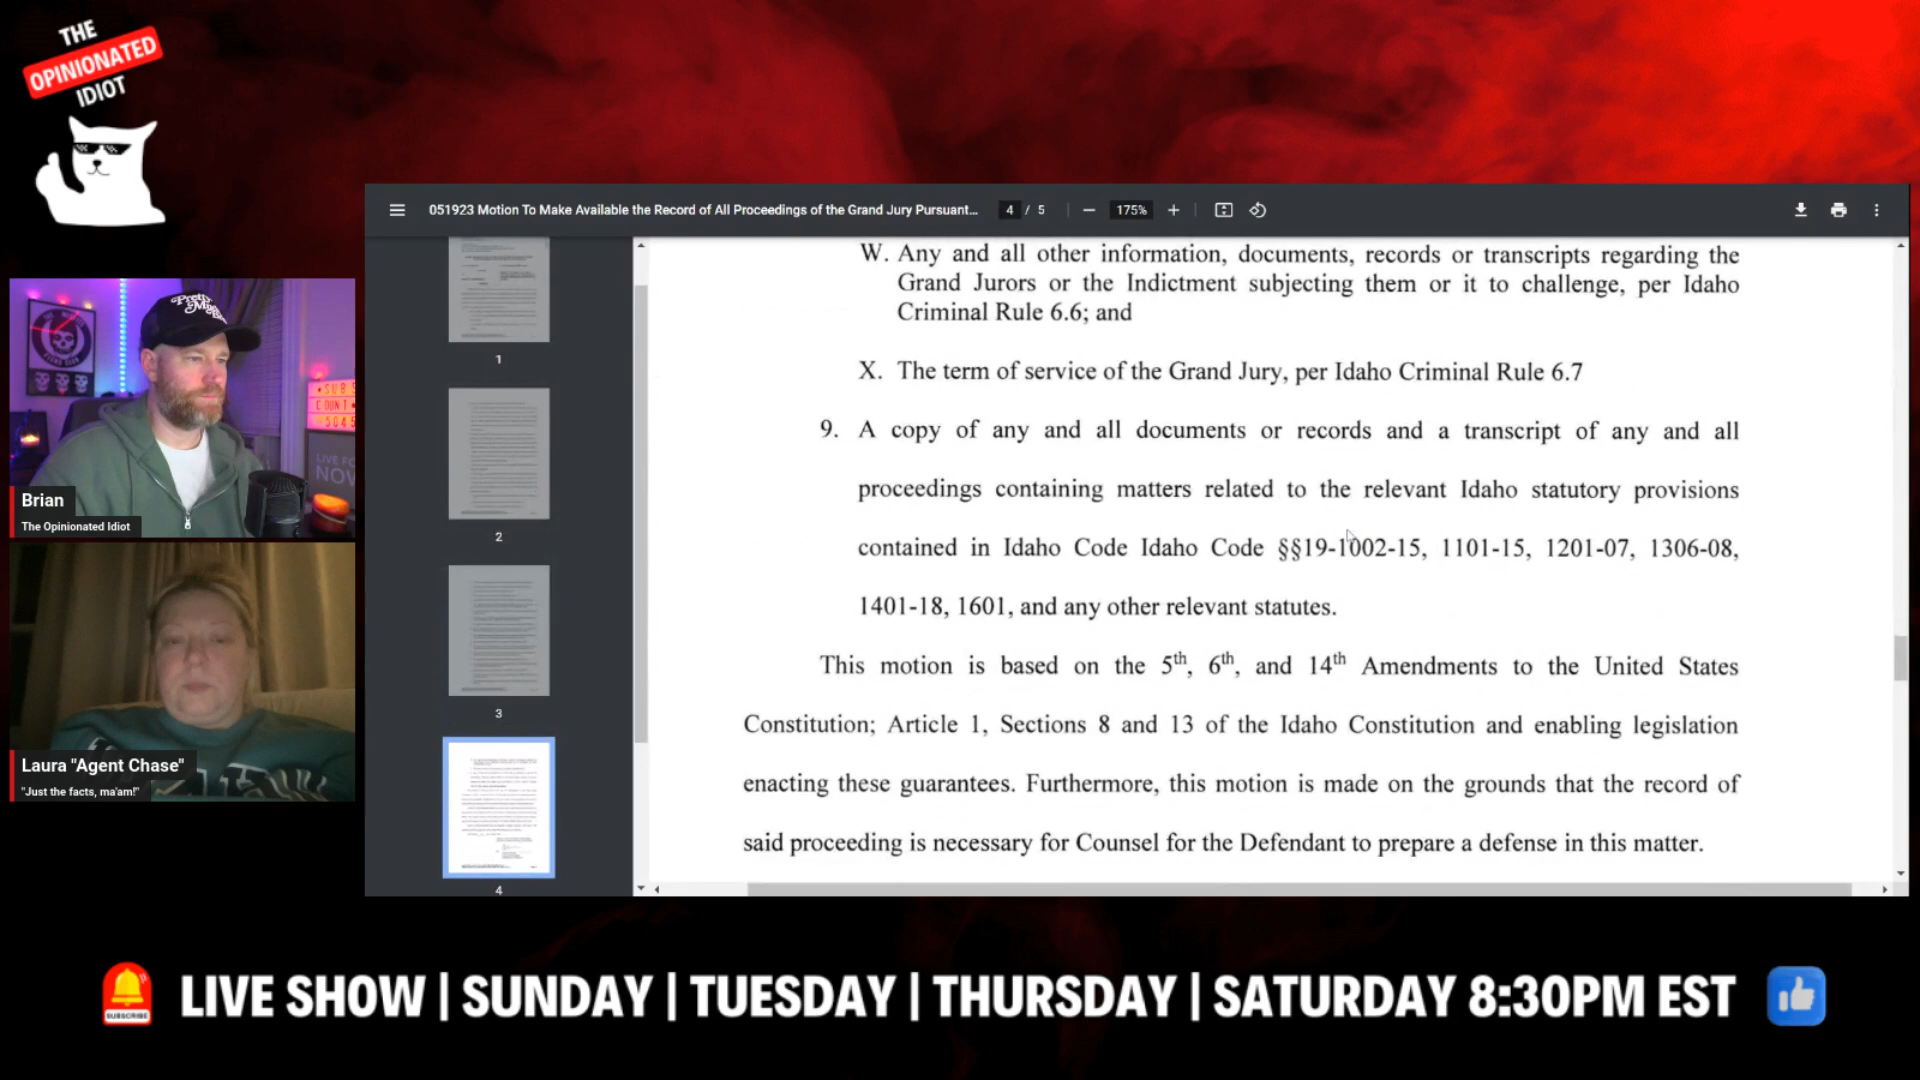 THE
OPINIONATED
IDIOT
051923 Motion To Make Available the Record of All Proceedings of the Grand Jury Pursuant...
4 / 5
175%
W. Any and all other information, documents, records or transcripts regarding the
Grand Jurors or the Indictment subjecting them or it to challenge, per Idaho
Criminal Rule 6.6; and
X. The term of service of the Grand Jury, per Idaho Criminal Rule 6.7
9. A copy of any and all documents or records and a transcript of any and all
proceedings containing matters related to the relevant Idaho statutory provisions
contained in Idaho Code Idaho Code §§19-1002-15, 1101-15, 1201-07, 1306-08,
1401-18, 1601, and any other relevant statutes.
This motion is based on the 5th, 6th, and 14th Amendments to the United States
Constitution; Article 1, Sections 8 and 13 of the Idaho Constitution and enabling legislation
enacting these guarantees. Furthermore, this motion is made on the grounds that the record of
said proceeding is necessary for Counsel for the Defendant to prepare a defense in this matter.
1
2
3
4
Pretty
SUBS
COUNT
5045
LIVE FO
NOW
Brian
The Opinionated Idiot
Laura "Agent Chase"
"Just the facts, ma'am!"
SUBSCRIBE
LIVE SHOW | SUNDAY | TUESDAY | THURSDAY | SATURDAY 8:30PM EST